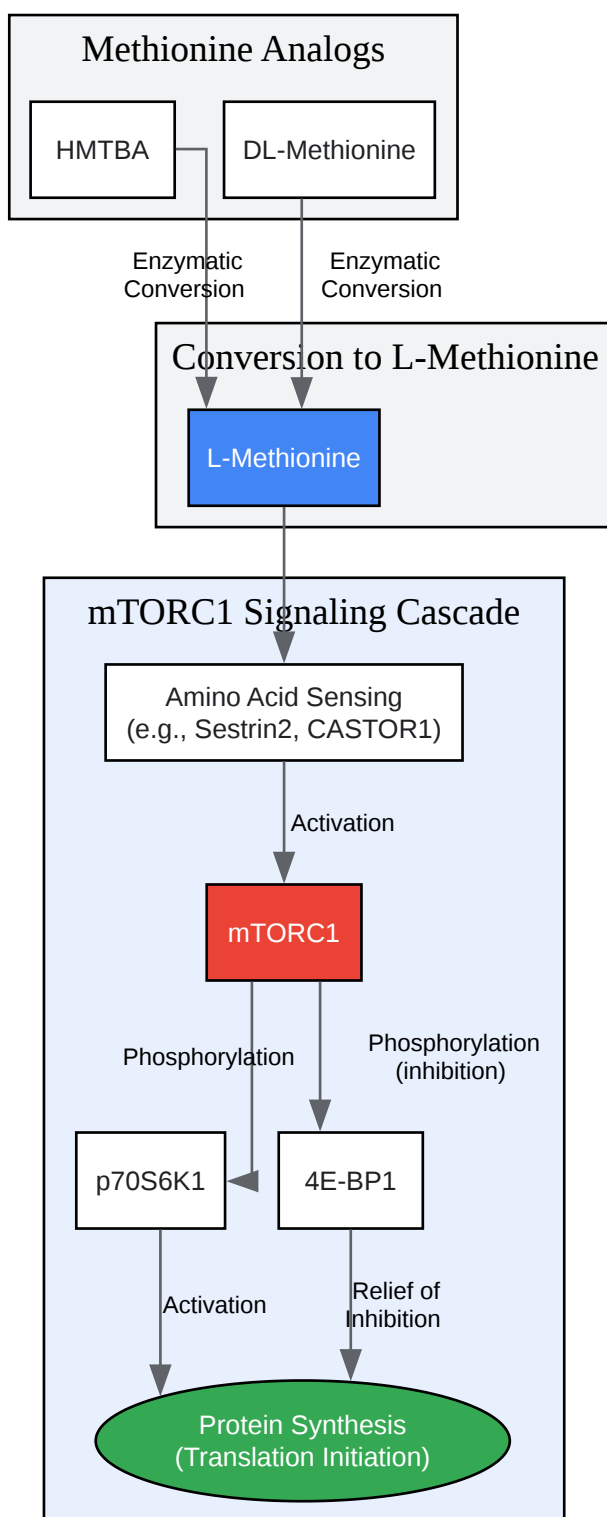 Methionine Analogs
HMTBA
DL-Methionine
Enzymatic
Conversion
Enzymatic
Conversion
Conversion to L-Methionine
L-Methionine
mTORC1 Signaling Cascade
Amino Acid Sensing
(e.g., Sestrin2, CASTOR1)
Activation
mTORC1
Phosphorylation
Phosphorylation
(inhibition)
p70S6K1
4E-BP1
Activation
Relief of
Inhibition
Protein Synthesis
(Translation Initiation)